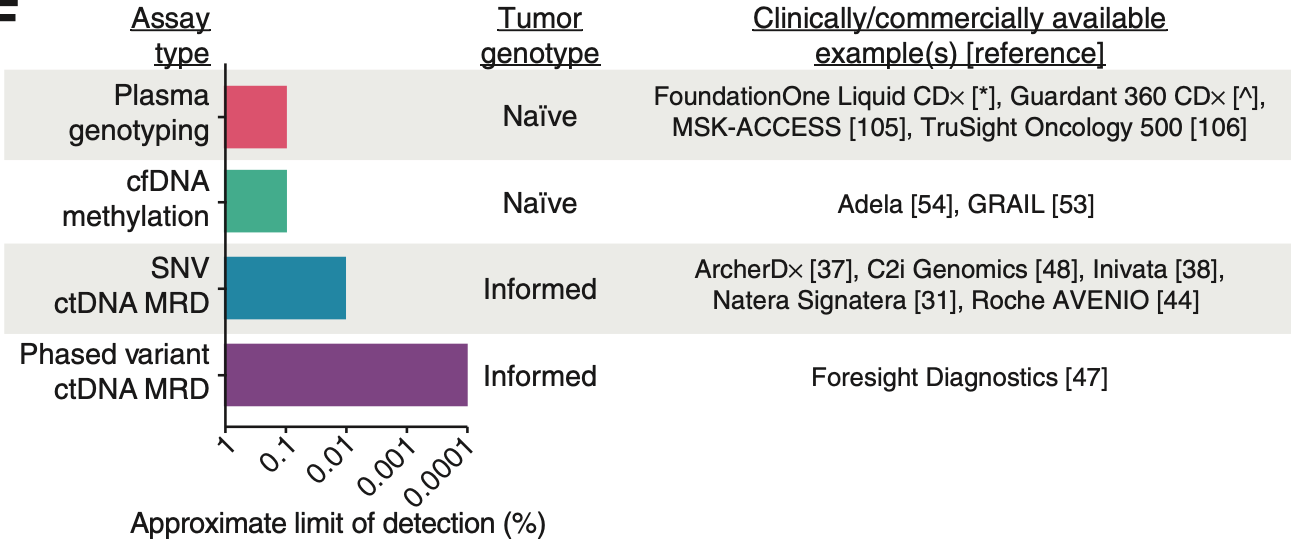 Assay
type
Tumor
genotype
Clinically/commercially available
example(s) [reference]
Plasma
genotyping
Naïve
FoundationOne Liquid CD× [*], Guardant 360 CD× [^],
MSK-ACCESS [105], TruSight Oncology 500 [106]
cfDNA
methylation
Naïve
Adela [54], GRAIL [53]
SNV
ctDNA MRD
Informed
ArcherD× [37], C2i Genomics [48], Inivata [38],
Natera Signatera [31], Roche AVENIO [44]
Phased variant
ctDNA MRD
Informed
Foresight Diagnostics [47]
1
0.1
0.01
0.001
0.0001
Approximate limit of detection (%)